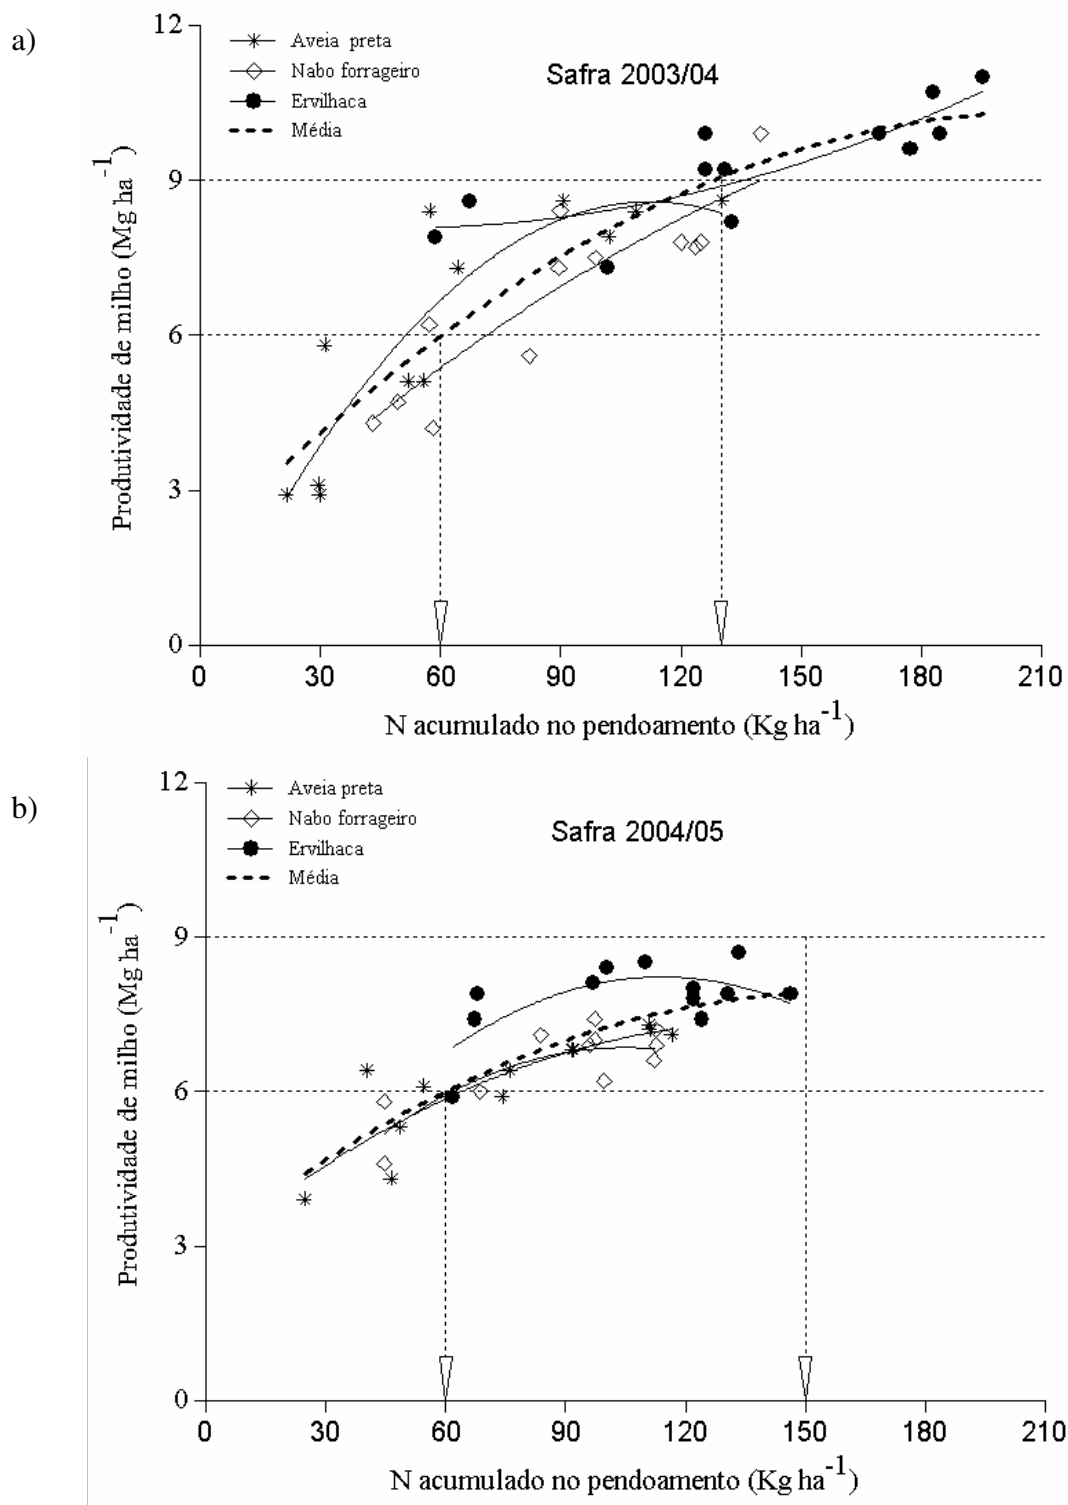 a)
12
Aveia preta
Nabo forrageiro
Safra 2003/04
Ervilhaca
Média
9
6
3
0
Produtividade de milho (Mg ha-1)
0 30 60 90 120 150 180 210
N acumulado no pendoamento (Kg ha-1)
b)
12
Aveia preta
Nabo forrageiro
Safra 2004/05
Ervilhaca
Média
9
6
3
0
Produtividade de milho (Mg ha-1)
0 30 60 90 120 150 180 210
N acumulado no pendoamento (Kg ha-1)